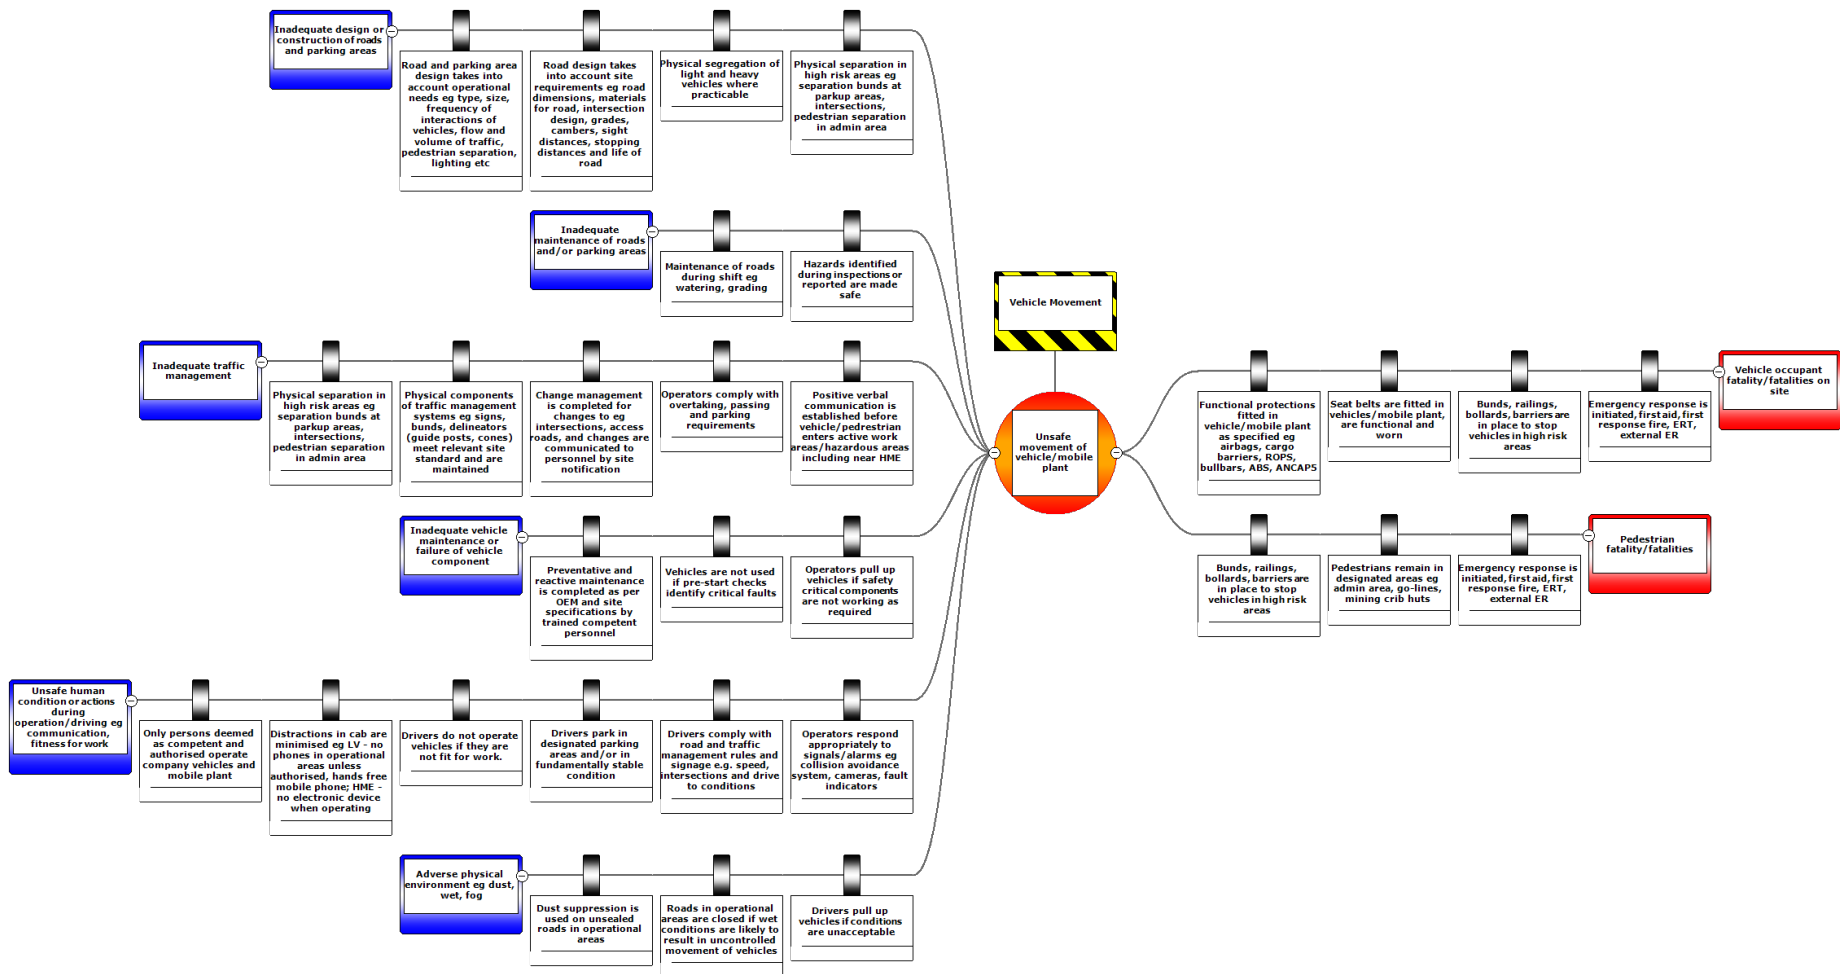 Inadequate design or
construction of roads
and parking areas
Road and parking area
design takes into
account operational
needs eg type, size,
frequency of
interactions of
vehicles, flow and
volume of traffic,
pedestrian separation,
lighting etc
Road design takes
into account site
requirements eg road
dimensions, materials
for road, intersection
design, grades,
cambers, sight
distances, stopping
distances and life of
road
Physical segregation of
light and heavy
vehicles where
practicable
Physical separation in
high risk areas eg
separation bunds at
parkup areas,
intersections,
pedestrian separation
in admin area
Inadequate
maintenance of roads
and/or parking areas
Maintenance of roads
during shift eg
watering, grading
Hazards identified
during inspections or
reported are made
safe
Inadequate traffic
management
Physical separation in
high risk areas eg
separation bunds at
parkup areas,
intersections,
pedestrian separation
in admin area
Physical components
of traffic management
systems eg signs,
bunds, delineators
(guide posts, cones)
meet relevant site
standard and are
maintained
Change management
is completed for
changes to eg
intersections, access
roads, and changes are
communicated to
personnel by site
notification
Operators comply with
overtaking, passing
and parking
requirements
Positive verbal
communication is
established before
vehicle/pedrestrian
enters active work
areas/hazardous areas
including near HME
Inadequate vehicle
maintenance or
failure of vehicle
component
Preventative and
reactive maintenance
is completed as per
OEM and site
specifications by
trained competent
personnel
Vehicles are not used
if pre-start checks
identify critical faults
Operators pull up
vehicles if safety
critical components
are not working as
required
Unsafe human
condition or actions
during
operation/driving eg
communication,
fitness for work
Only persons deemed
as competent and
authorised operate
company vehicles and
mobile plant
Distractions in cab are
minimised eg LV - no
phones in operational
areas unless
authorised, hands free
mobile phone; HME -
no electronic device
when operating
Drivers do not operate
vehicles if they are
not fit for work.
Drivers park in
designated parking
areas and/or in
fundamentally stable
condition
Drivers comply with
road and traffic
management rules and
signage e.g. speed,
intersections and drive
to conditions
Operators respond
appropriately to
signals/alarms eg
collision avoidance
system, cameras, fault
indicators
Adverse physical
environment eg dust,
wet, fog
Dust suppression is
used on unsealed
roads in operational
areas
Roads in operational
areas are closed if wet
conditions are likely to
result in uncontrolled
movement of vehicles
Drivers pull up
vehicles if conditions
are unacceptable
Vehicle Movement
Unsafe
movement of
vehicle/mobile
plant
Functional protections
fitted in
vehicle/mobile plant
as specified eg
airbags, cargo
barriers, ROPS,
bullbars, ABS, ANCAP5
Seat belts are fitted in
vehicles/mobile plant,
are functional and
worn
Bunds, railings,
bollards, barriers are
in place to stop
vehicles in high risk
areas
Emergency response is
initiated, first aid, first
response fire, ERT,
external ER
Vehicle occupant
fatality/fatalities on
site
Bunds, railings,
bollards, barriers are
in place to stop
vehicles in high risk
areas
Pedestrians remain in
designated areas eg
admin area, go-lines,
mining crib huts
Emergency response is
initiated, first aid, first
response fire, ERT,
external ER
Pedestrian
fatality/fatalities